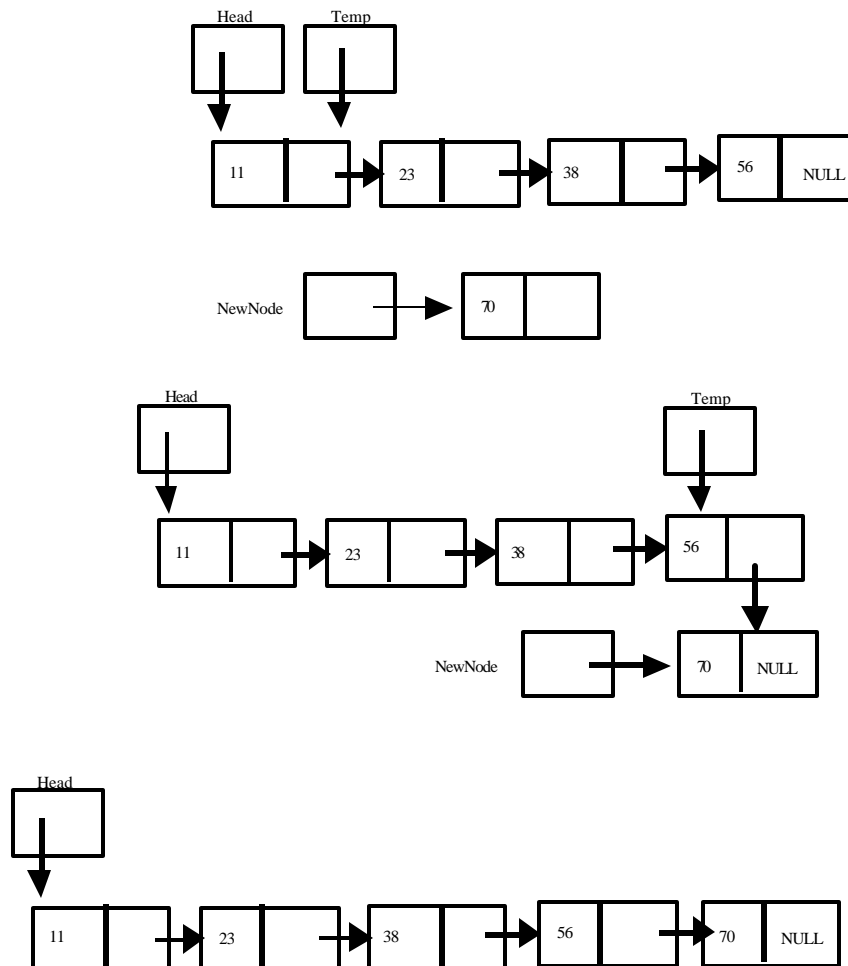 Head Temp
11 23 38 56 NULL
NewNode 70
Head Temp
11 23 38 56
NewNode 70 NULL
Head
11 23 38 56 70 NULL